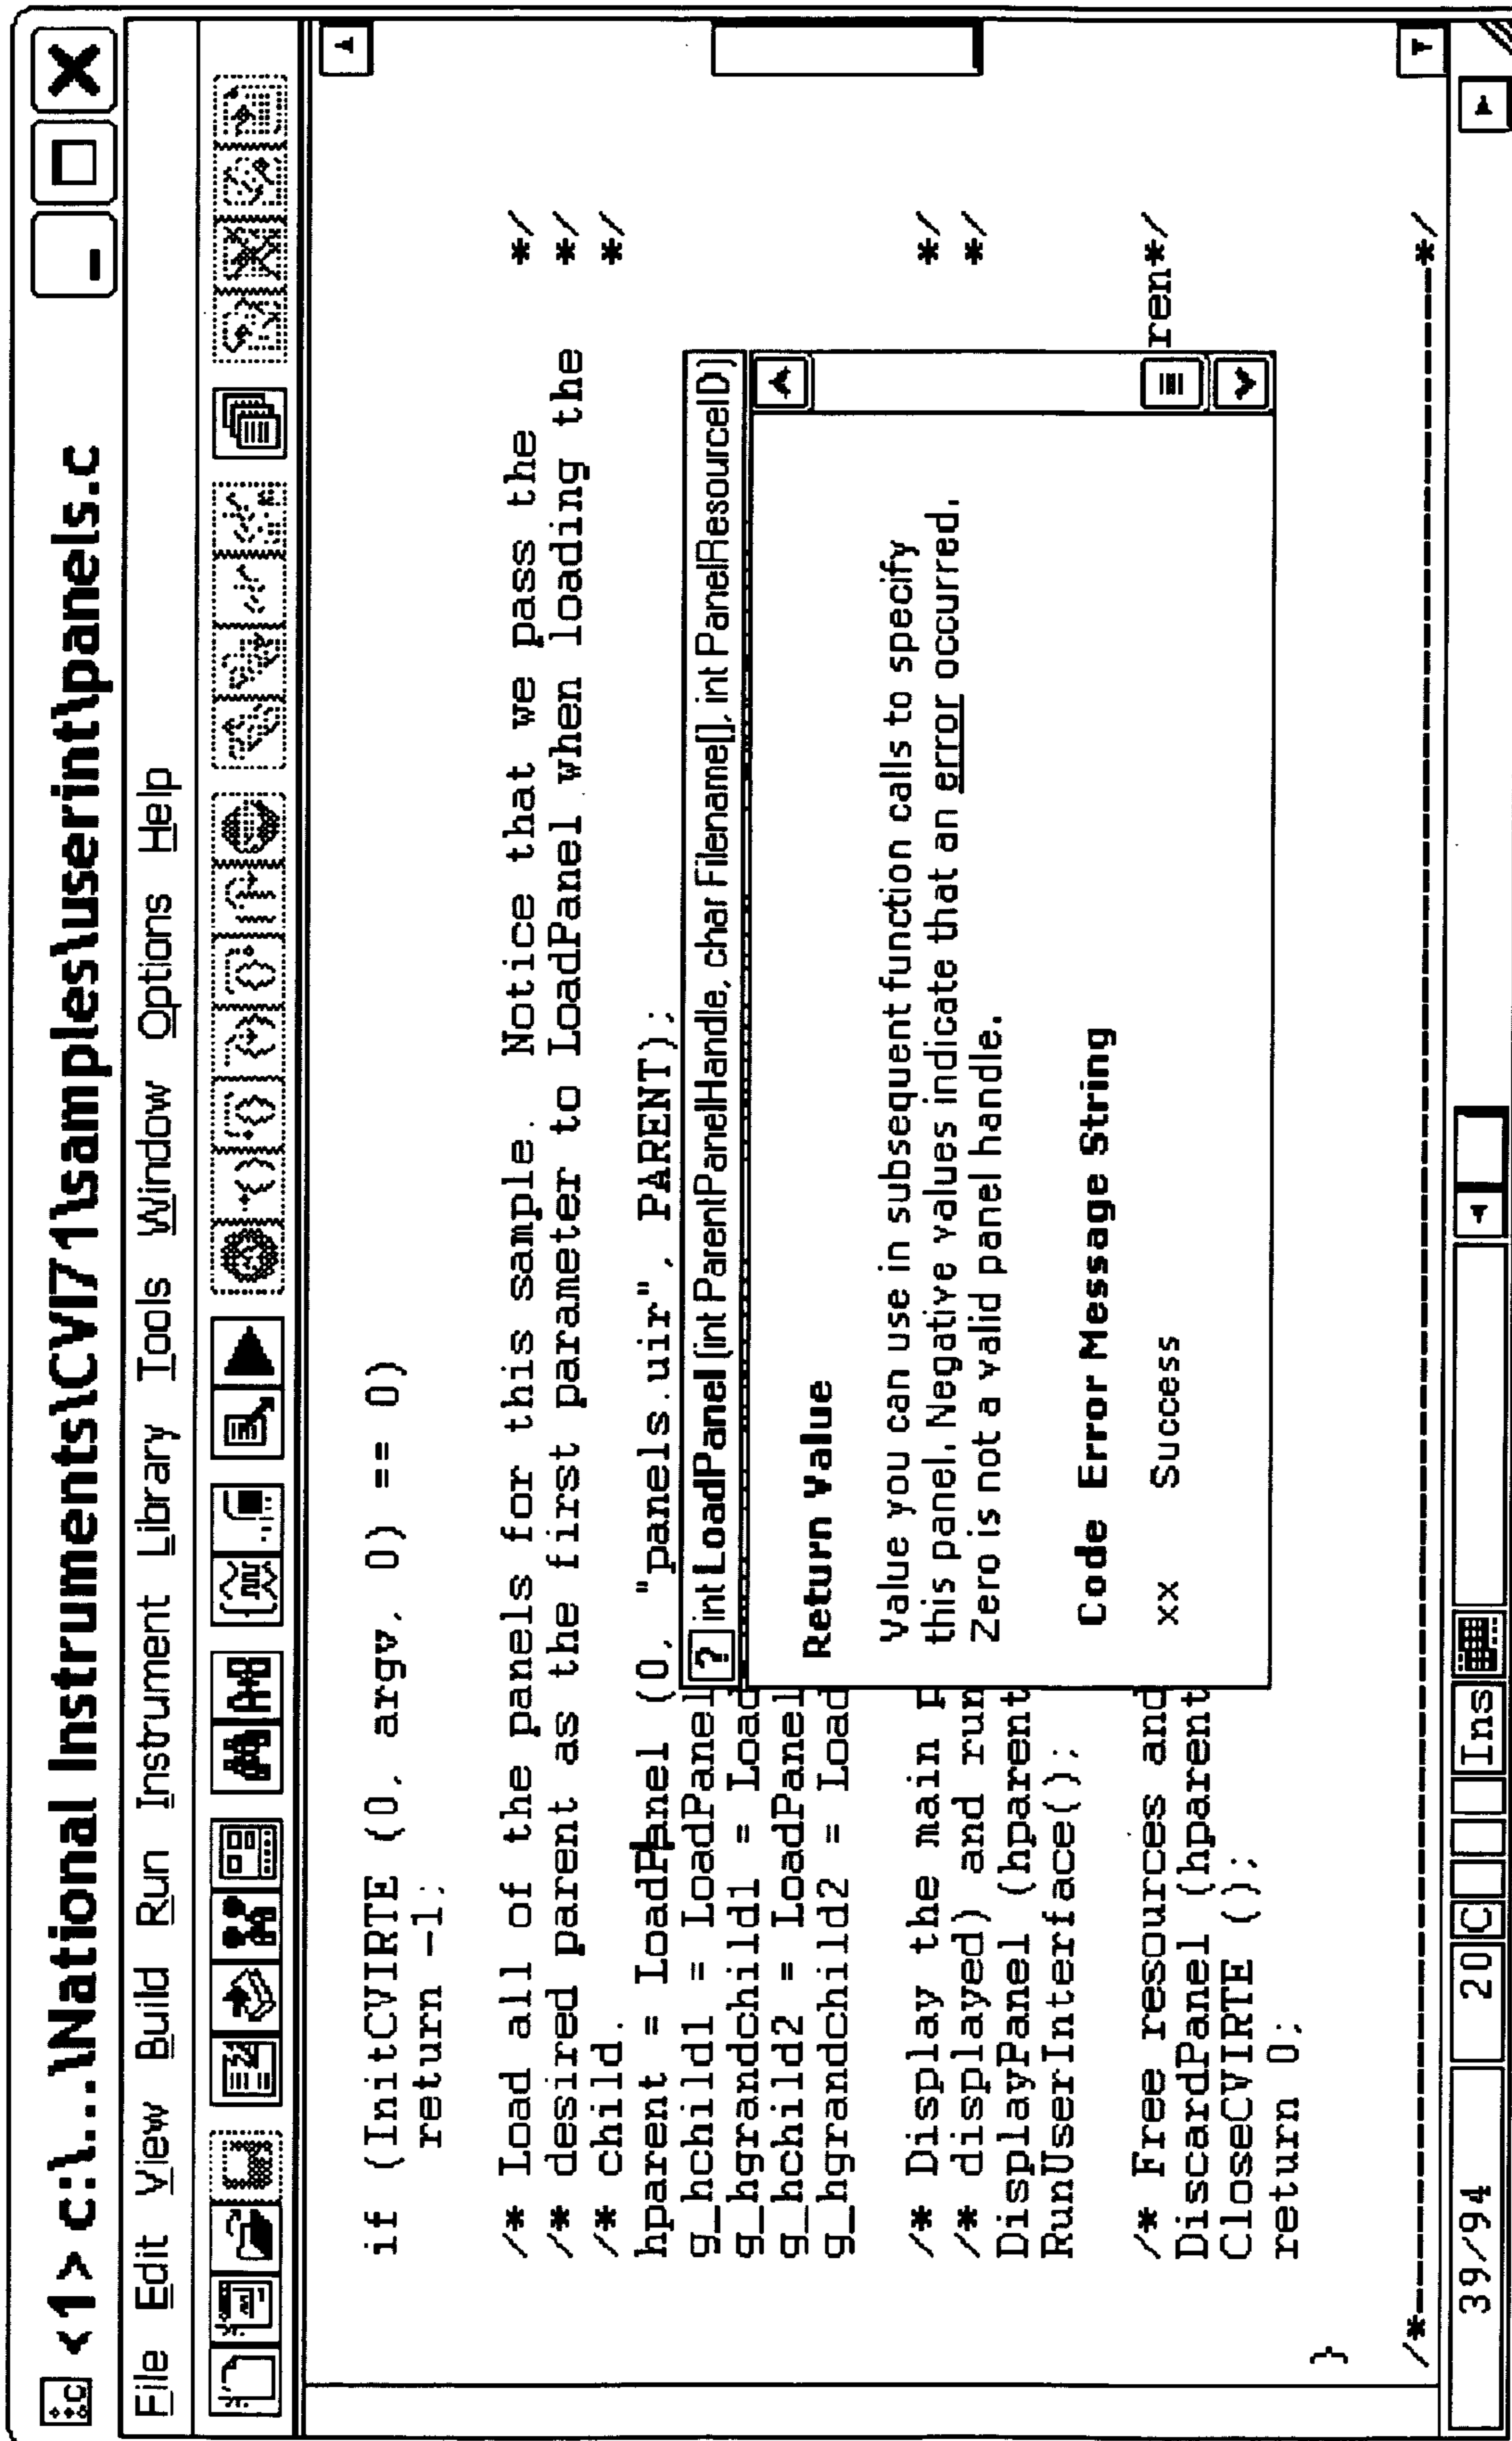 <1> c:\...\National Instruments\CVI71\samples\userint\panels.c
File Edit View Build Run Instrument Library Tools Window Options Help
if (InitCVIRTE (0, argv, 0) == 0)
return -1;
/* Load all of the panels for this sample. Notice that we pass the */
/* desired parent as the first parameter to LoadPanel when loading the */
/* child. */
hparent = LoadPanel (0, "panels.uir", PARENT);
g_hchild1 = LoadPanel
g_hgrandchild1 = Load
g_hchild2 = LoadPanel
g_hgrandchild2 = Load
? int LoadPanel (int ParentPanelHandle, char Filename[], int PanelResourceID)
Return Value
Value you can use in subsequent function calls to specify
this panel. Negative values indicate that an error occurred.
Zero is not a valid panel handle.
Code Error Message String
xx Success
/* Display the main p */
/* displayed) and run */
DisplayPanel (hparent
RunUserInterface();
/* Free resources and ren*/
DiscardPanel (hparent
CloseCVIRTE ();
return 0;
}
/*---------------------------------------------------------------------------*/
39/94 20 C Ins